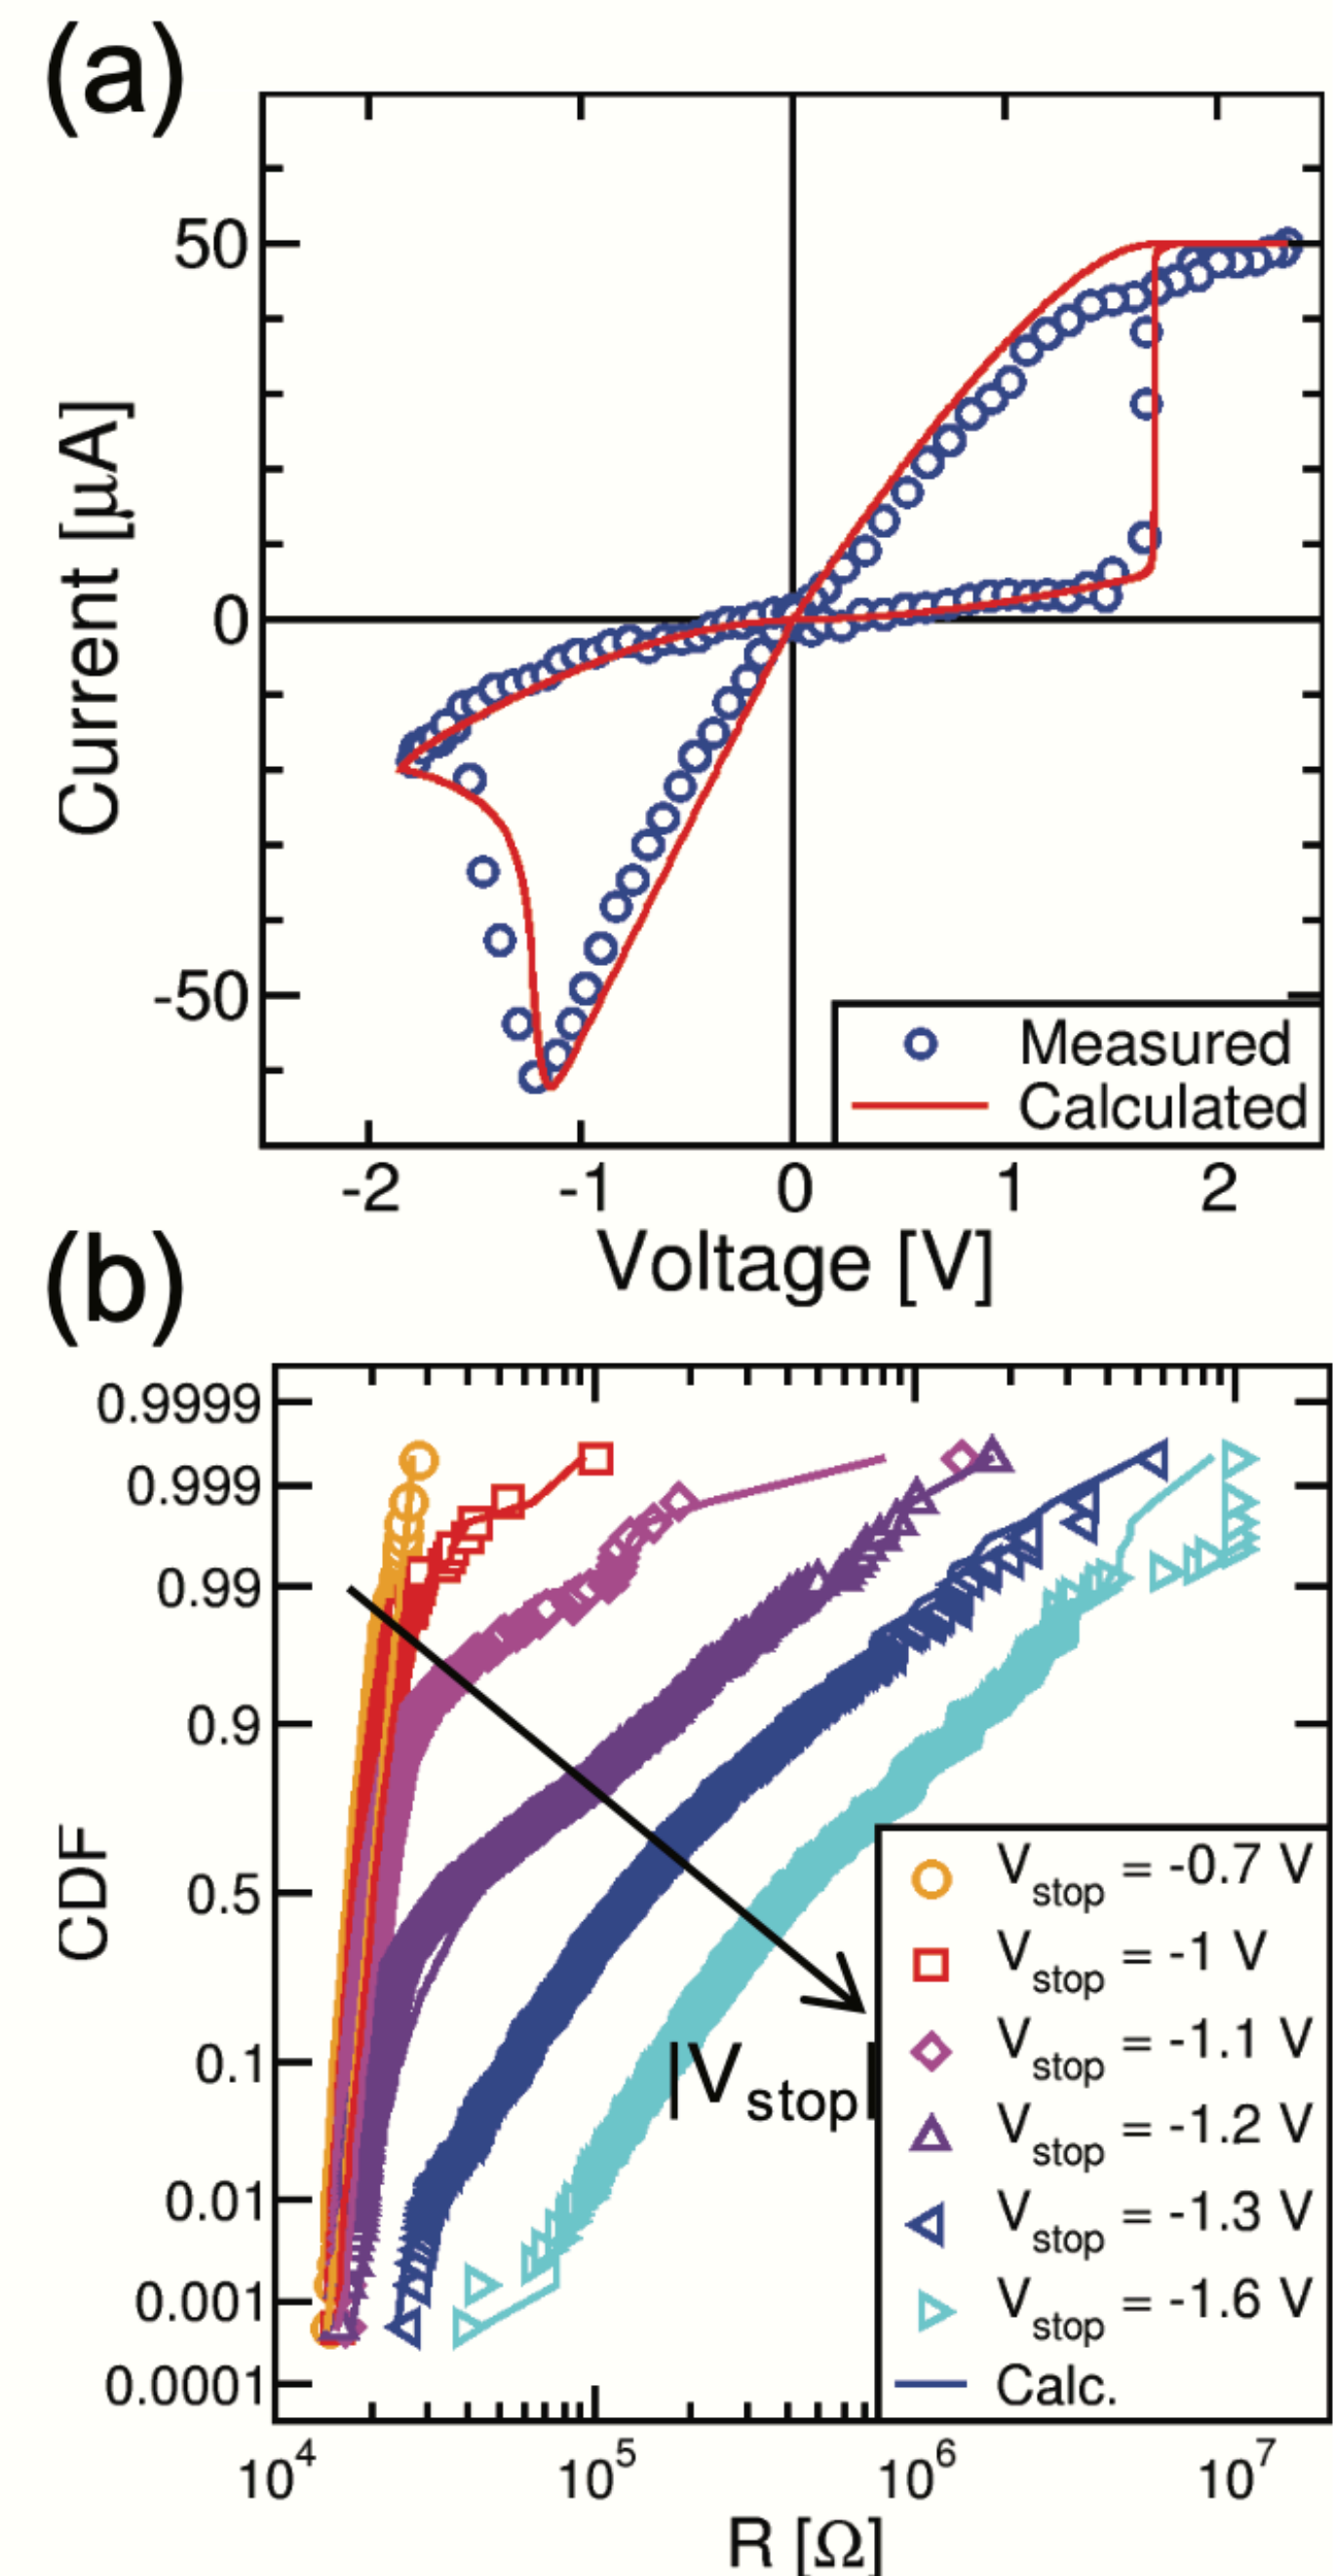 (a)
50
0
-50
Current [μA]
Measured
Calculated
-2 -1 0 1 2
Voltage [V]
(b)
0.9999
0.999
0.99
0.9
0.5
0.1
0.01
0.001
0.0001
CDF
|Vstop|
Vstop = -0.7 V
Vstop = -1 V
Vstop = -1.1 V
Vstop = -1.2 V
Vstop = -1.3 V
Vstop = -1.6 V
Calc.
10^4 10^5 10^6 10^7
R [Ω]